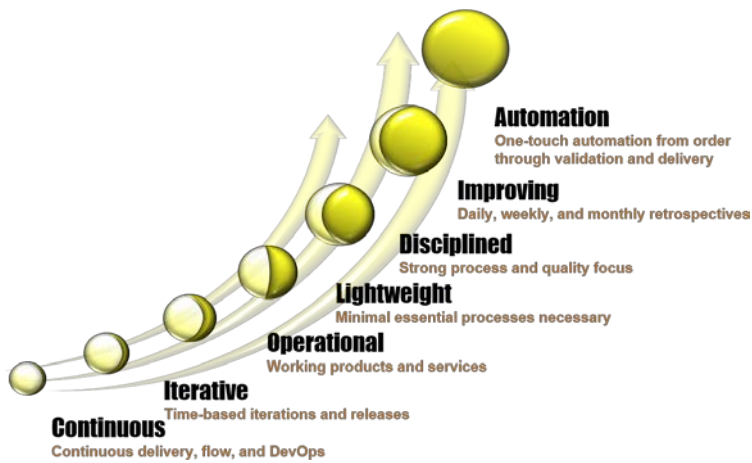 Automation
One-touch automation from order
through validation and delivery
Improving
Daily, weekly, and monthly retrospectives
Disciplined
Strong process and quality focus
Lightweight
Minimal essential processes necessary
Operational
Working products and services
Iterative
Time-based iterations and releases
Continuous
Continuous delivery, flow, and DevOps